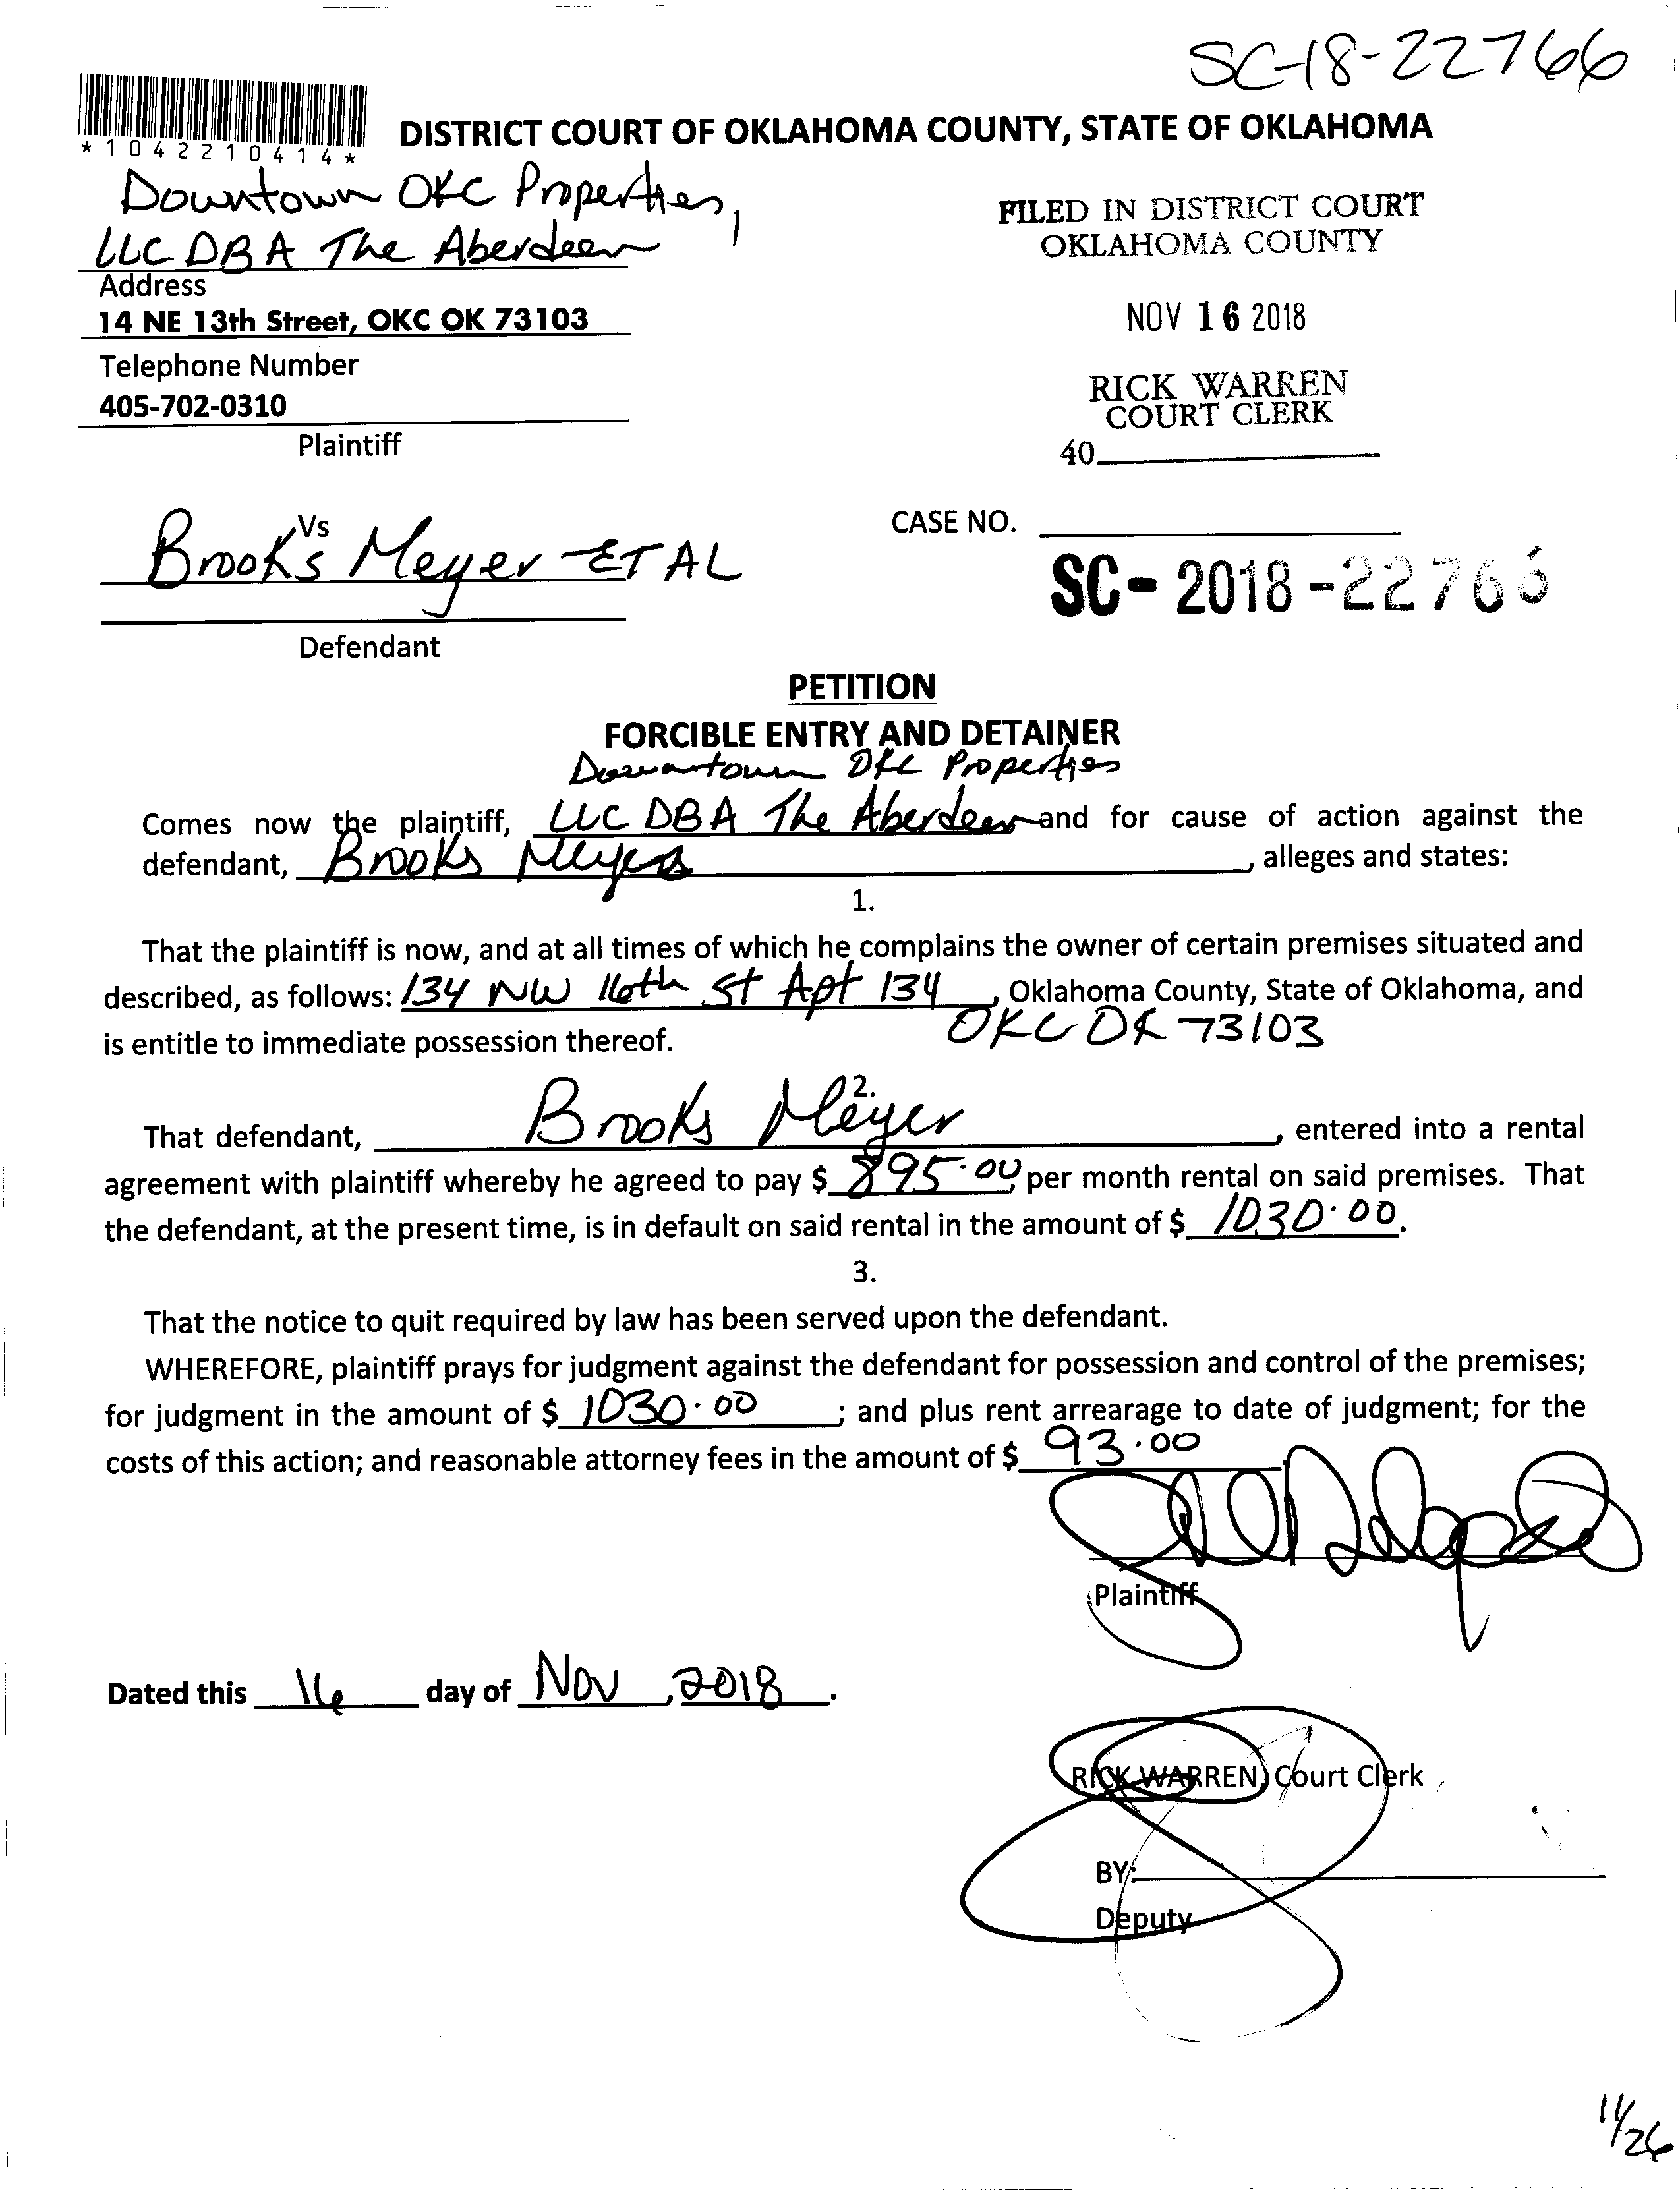 SC-18-22766
*1042210414*
DISTRICT COURT OF OKLAHOMA COUNTY, STATE OF OKLAHOMA
Downtown OKC Properties,
LLC DBA The Aberdeen
Address
14 NE 13th Street, OKC OK 73103
Telephone Number
405-702-0310
Plaintiff
FILED IN DISTRICT COURT
OKLAHOMA COUNTY
NOV 16 2018
RICK WARREN
COURT CLERK
40
Vs
Brooks Meyer ET AL
Defendant
CASE NO.
SC-2018-22766
PETITION
FORCIBLE ENTRY AND DETAINER
Downtown OKC Properties
Comes now the plaintiff, LLC DBA The Aberdeen and for cause of action against the
defendant, Brooks Meyers, alleges and states:
1.
That the plaintiff is now, and at all times of which he complains the owner of certain premises situated and
described, as follows: 134 NW 16th St Apt 134, Oklahoma County, State of Oklahoma, and
OKC OK 73103
is entitle to immediate possession thereof.
2.
That defendant, Brooks Meyer, entered into a rental
agreement with plaintiff whereby he agreed to pay $ 895.00 per month rental on said premises. That
the defendant, at the present time, is in default on said rental in the amount of $ 1030.00.
3.
That the notice to quit required by law has been served upon the defendant.
WHEREFORE, plaintiff prays for judgment against the defendant for possession and control of the premises;
for judgment in the amount of $ 1030.00; and plus rent arrearage to date of judgment; for the
costs of this action; and reasonable attorney fees in the amount of $ 93.00
Plaintiff
Dated this 16 day of Nov, 2018.
RICK WARREN, Court Clerk
BY:
Deputy
11/26